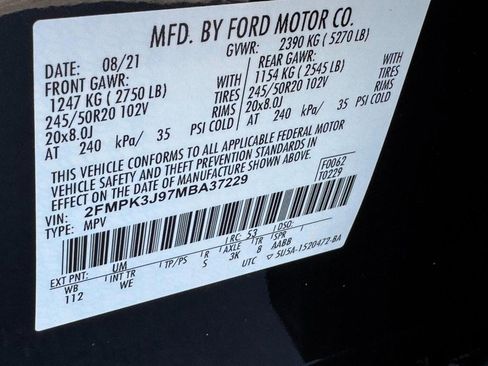 MFD. BY FORD MOTOR CO.
DATE: 08/21 GVWR: 2390 KG (5270 LB)
FRONT GAWR: REAR GAWR:
1247 KG (2750 LB) WITH 1154 KG (2545 LB) WITH
245/50R20 102V TIRES 245/50R20 102V TIRES
20x8.0J RIMS 20x8.0J RIMS
AT 240 kPa/ 35 PSI COLD AT 240 kPa/ 35 PSI COLD
THIS VEHICLE CONFORMS TO ALL APPLICABLE FEDERAL MOTOR
VEHICLE SAFETY AND THEFT PREVENTION STANDARDS IN
EFFECT ON THE DATE OF MANUFACTURE SHOWN ABOVE.
VIN: 2FMPK3J97MBA37229 F0062
TYPE: MPV T0229
EXT PNT: UM RC: 53 DSO:
WB INT TR TP/PS R AXLE TR SPR
112 WE S 3K 8 AABB
UTC 5U5A-1520472-BA